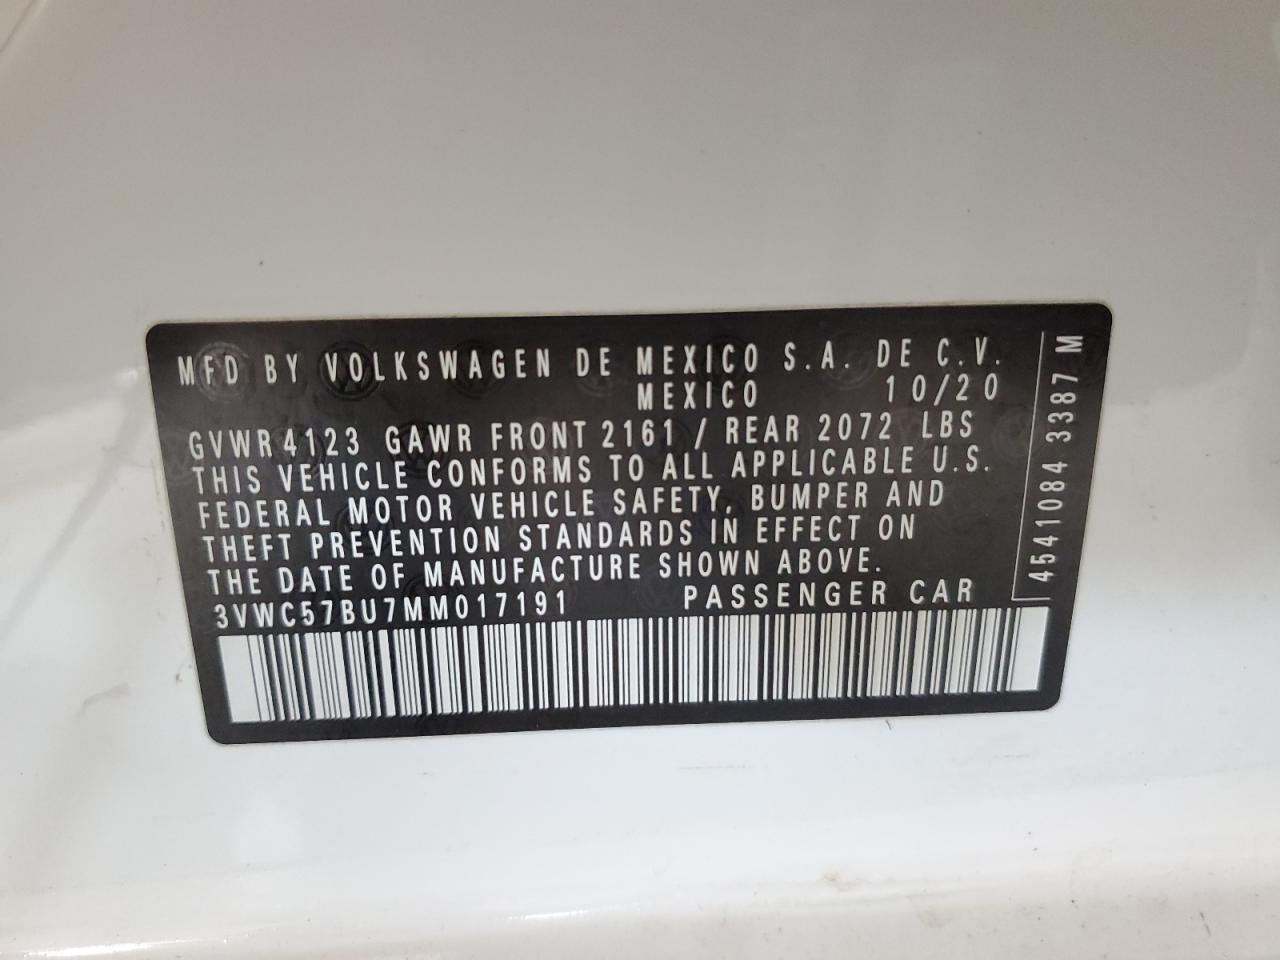 MFD BY VOLKSWAGEN DE MEXICO S.A. DE C.V.
MEXICO 10/20
GVWR 4123 GAWR FRONT 2161 / REAR 2072 LBS
THIS VEHICLE CONFORMS TO ALL APPLICABLE U.S.
FEDERAL MOTOR VEHICLE SAFETY, BUMPER AND
THEFT PREVENTION STANDARDS IN EFFECT ON
THE DATE OF MANUFACTURE SHOWN ABOVE.
3VWC57BU7MM017191 PASSENGER CAR
4541084 3387 M